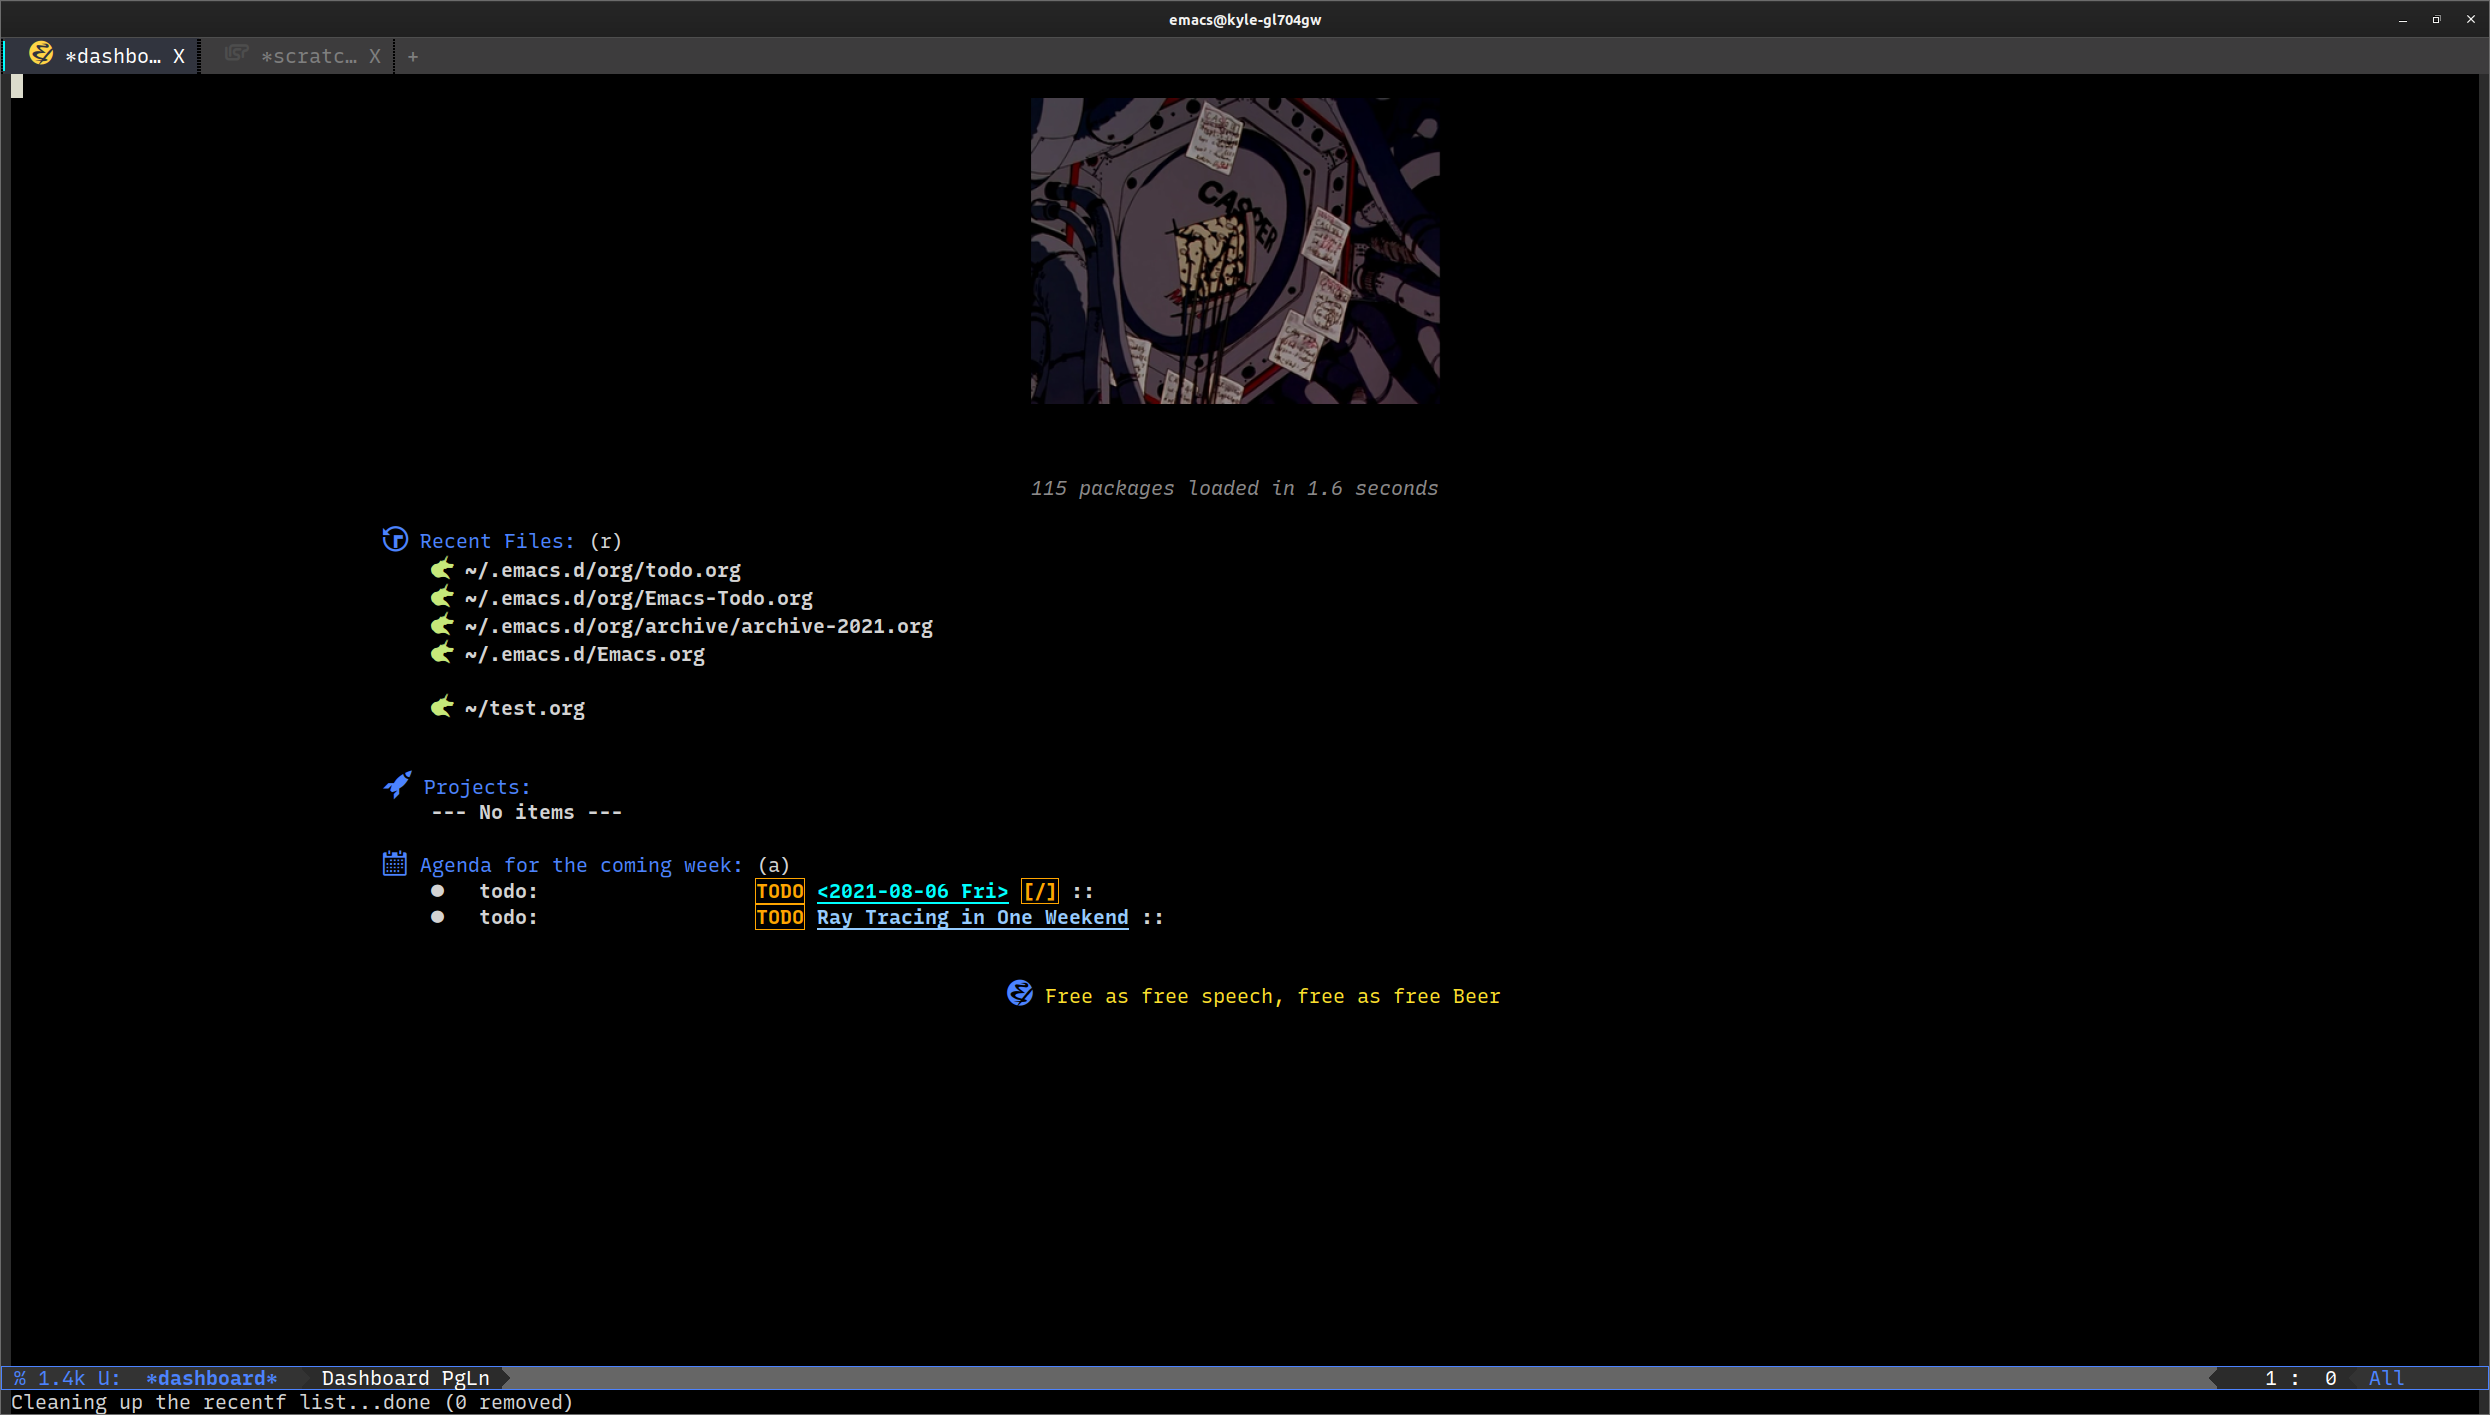 emacs@kyle-gl704gw
*dashbo… X *scratc… X +
CASPER
115 packages loaded in 1.6 seconds
Recent Files: (r)
~/.emacs.d/org/todo.org
~/.emacs.d/org/Emacs-Todo.org
~/.emacs.d/org/archive/archive-2021.org
~/.emacs.d/Emacs.org
~/test.org
Projects:
--- No items ---
Agenda for the coming week: (a)
● todo: TODO <2021-08-06 Fri> [/] ::
● todo: TODO Ray Tracing in One Weekend ::
Free as free speech, free as free Beer
% 1.4k U: *dashboard* Dashboard PgLn 1 : 0 All
Cleaning up the recentf list...done (0 removed)